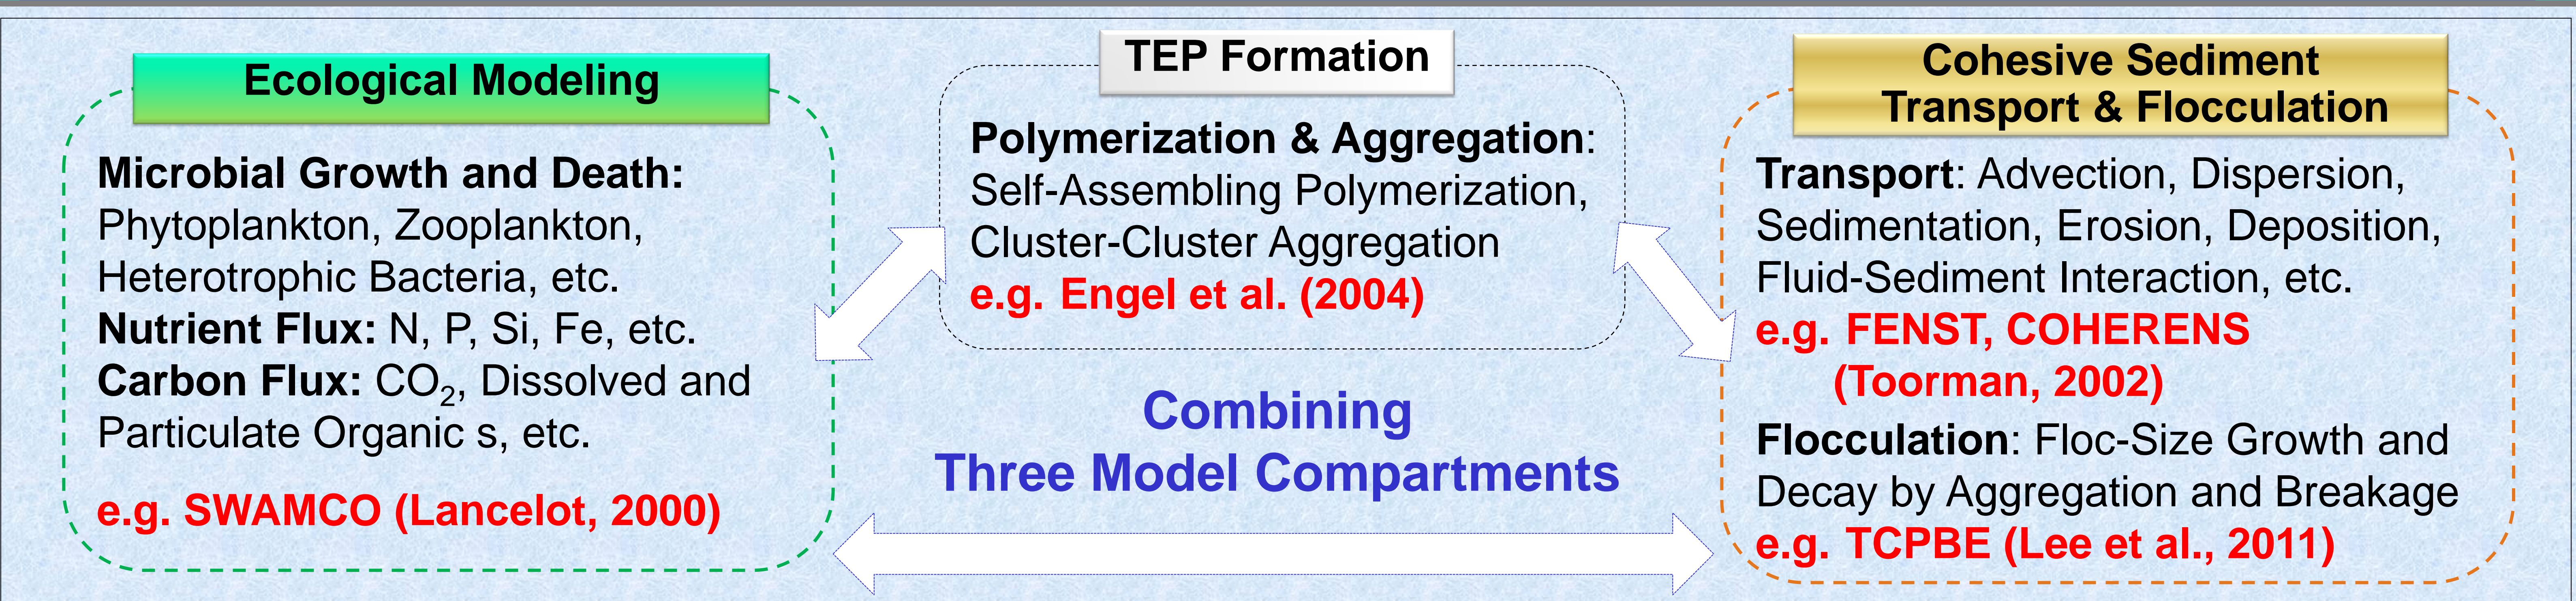 Ecological Modeling
Microbial Growth and Death:
Phytoplankton, Zooplankton,
Heterotrophic Bacteria, etc.
Nutrient Flux: N, P, Si, Fe, etc.
Carbon Flux: CO₂, Dissolved and
Particulate Organic s, etc.
e.g. SWAMCO (Lancelot, 2000)
TEP Formation
Polymerization & Aggregation:
Self-Assembling Polymerization,
Cluster-Cluster Aggregation
e.g. Engel et al. (2004)
Combining
Three Model Compartments
Cohesive Sediment
Transport & Flocculation
Transport: Advection, Dispersion,
Sedimentation, Erosion, Deposition,
Fluid-Sediment Interaction, etc.
e.g. FENST, COHERENS
(Toorman, 2002)
Flocculation: Floc-Size Growth and
Decay by Aggregation and Breakage
e.g. TCPBE (Lee et al., 2011)